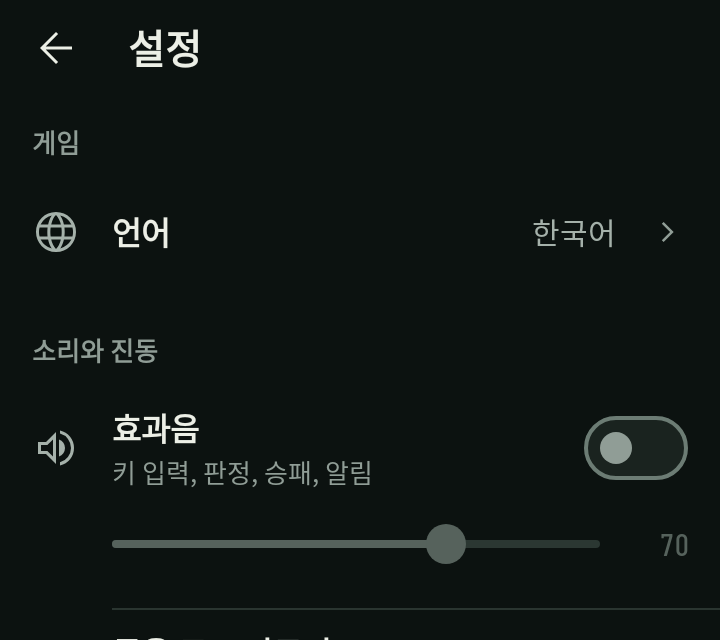 설정
게임
언어
한국어
소리와 진동
효과음
키 입력, 판정, 승패, 알림
70